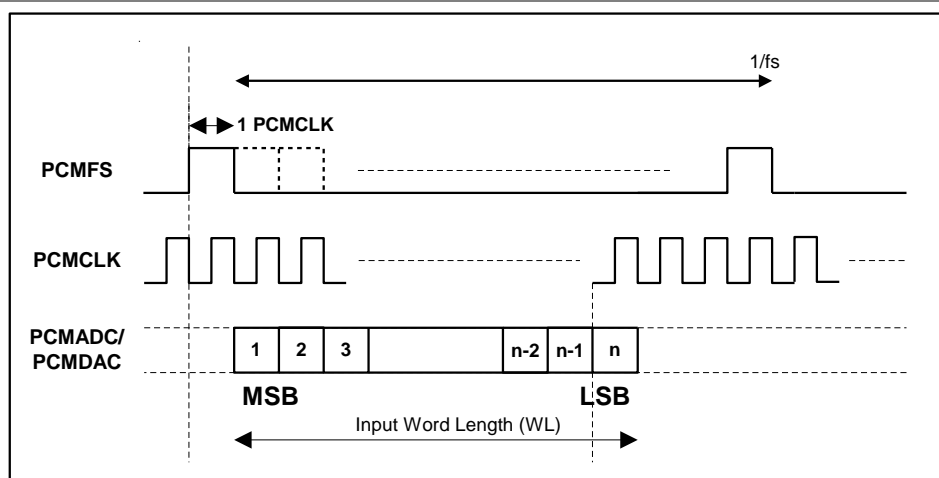 1/fs
1 PCMCLK
PCMFS
PCMCLK
PCMADC/
PCMDAC
1 2 3 n-2 n-1 n
MSB LSB
Input Word Length (WL)